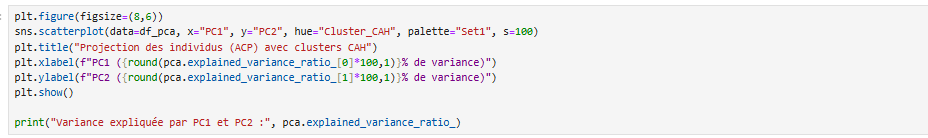 plt.figure(figsize=(8,6))
sns.scatterplot(data=df_pca, x="PC1", y="PC2", hue="Cluster_CAH", palette="Set1", s=100)
plt.title("Projection des individus (ACP) avec clusters CAH")
plt.xlabel(f"PC1 ({round(pca.explained_variance_ratio_[0]*100,1)}% de variance)")
plt.ylabel(f"PC2 ({round(pca.explained_variance_ratio_[1]*100,1)}% de variance)")
plt.show()

print("Variance expliquée par PC1 et PC2 :", pca.explained_variance_ratio_)